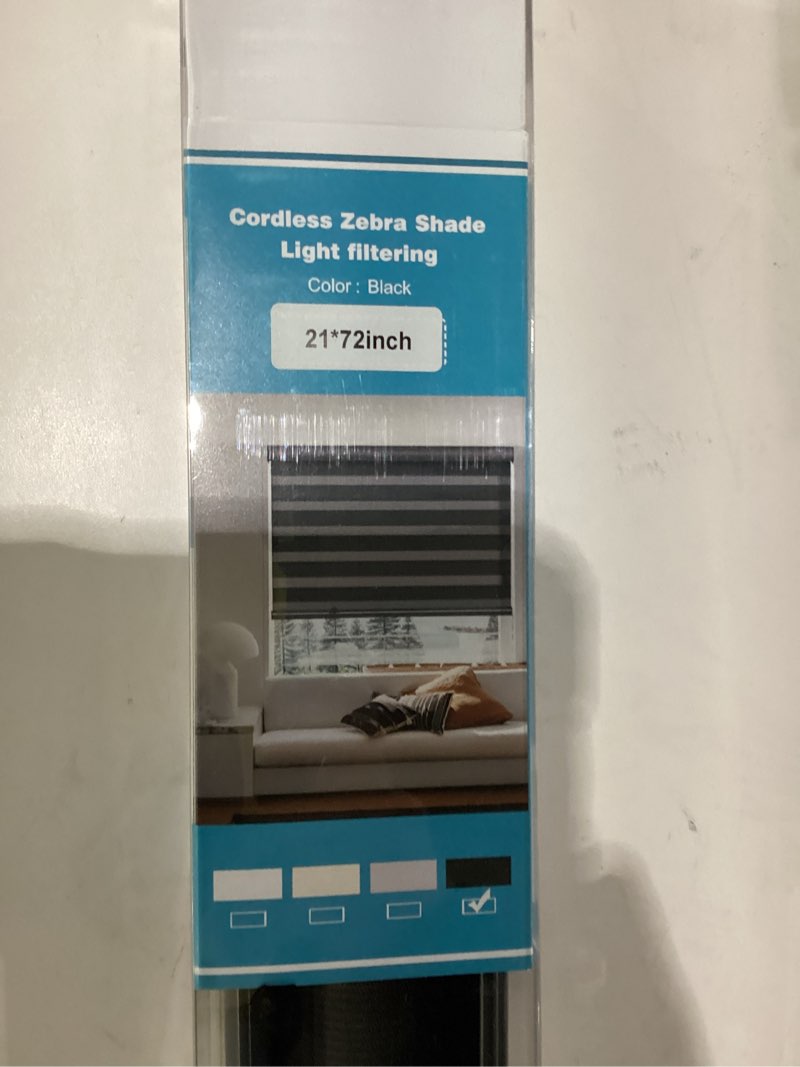 Cordless Zebra Shade
Light filtering
Color : Black
21*72inch